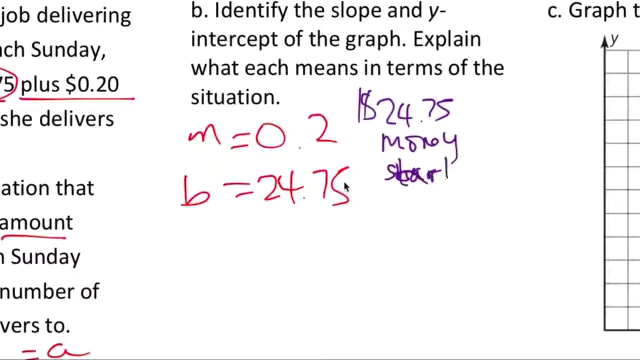 job delivering
ach Sunday,
75 plus $0.20
she delivers
ation that
amount
n Sunday
number of
vers to.
= a
b. Identify the slope and y-
intercept of the graph. Explain
what each means in terms of the
situation.
m = 0.2
b = 24.75
$24.75
money
start
c. Graph t
y